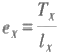 e_X = T_X / l_X